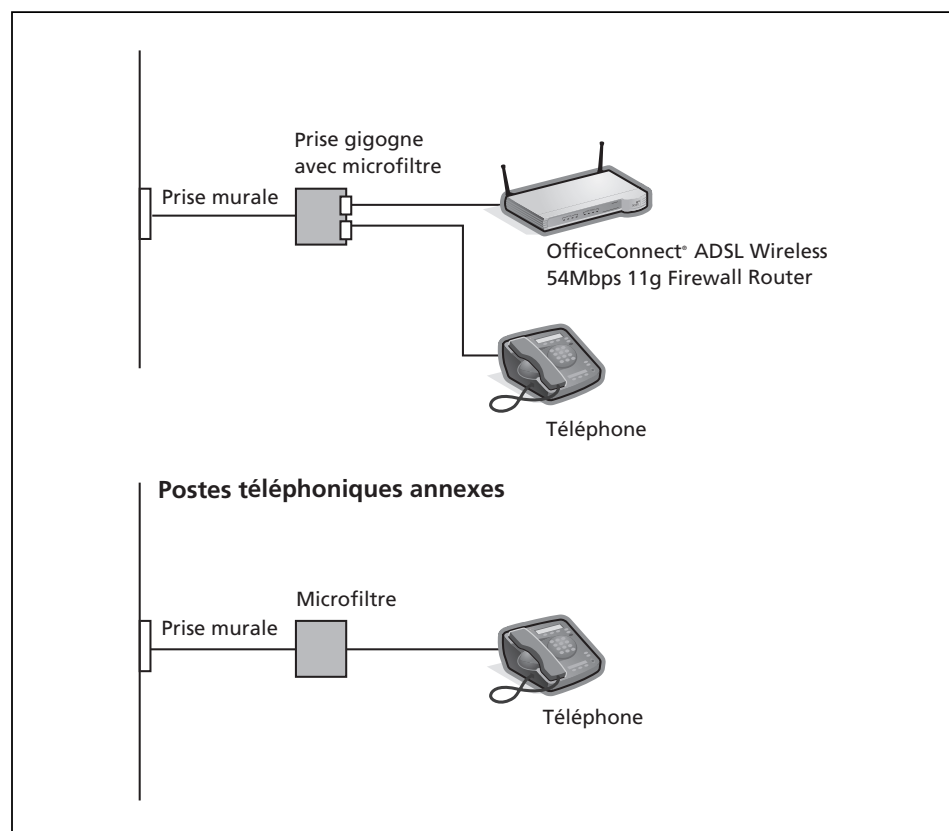 Prise gigogne
avec microfiltre
Prise murale
OfficeConnect® ADSL Wireless
54Mbps 11g Firewall Router
Téléphone
Postes téléphoniques annexes
Microfiltre
Prise murale
Téléphone